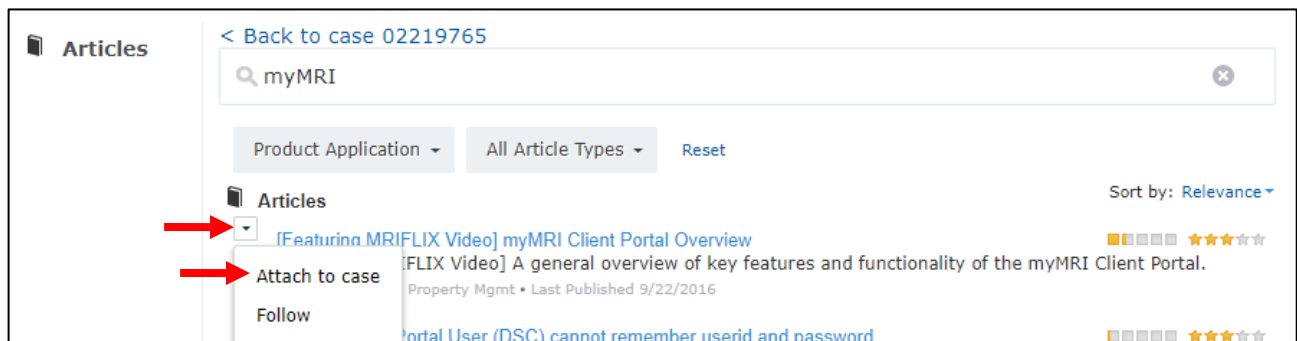 Articles
< Back to case 02219765
myMRI
Product Application All Article Types Reset
Articles Sort by: Relevance
[Featuring MRIFLIX Video] myMRI Client Portal Overview
Attach to case FLIX Video] A general overview of key features and functionality of the myMRI Client Portal.
Property Mgmt • Last Published 9/22/2016
Follow
Portal User (DSC) cannot remember userid and password